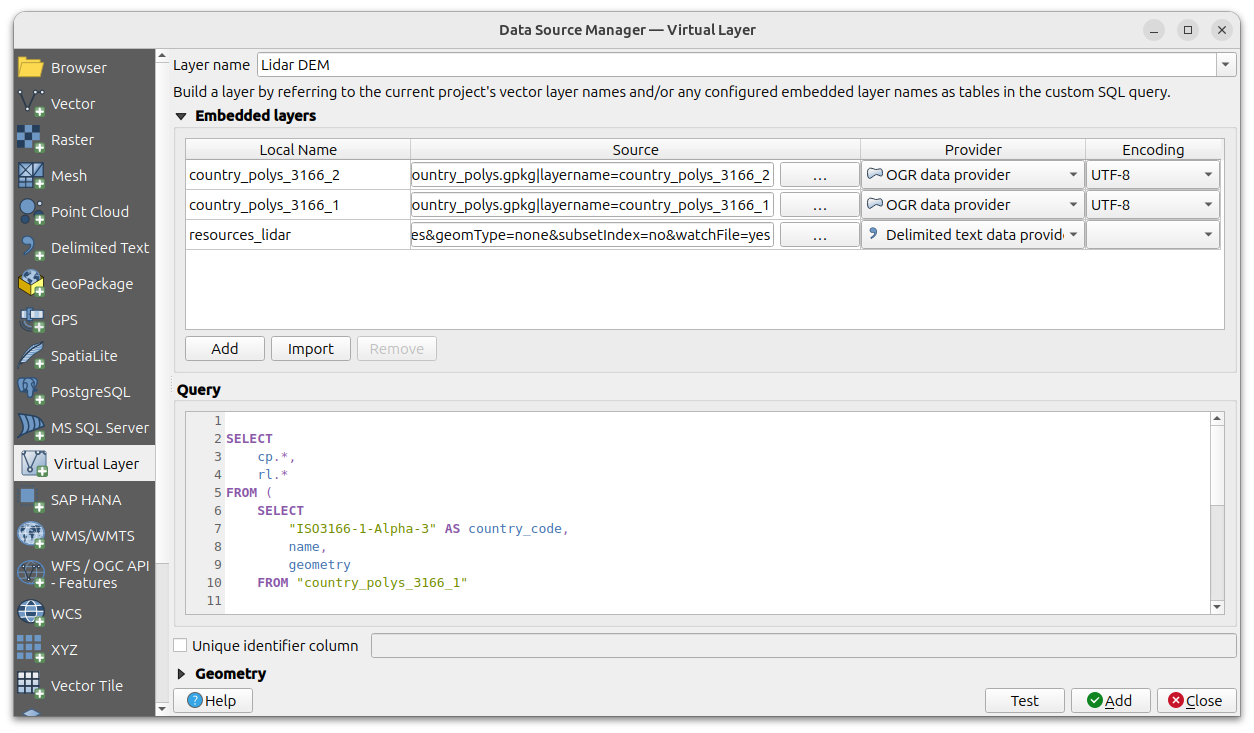 Data Source Manager — Virtual Layer
Browser
Vector
Raster
Mesh
Point Cloud
Delimited Text
GeoPackage
GPS
SpatiaLite
PostgreSQL
MS SQL Server
Virtual Layer
SAP HANA
WMS/WMTS
WFS / OGC API
- Features
WCS
XYZ
Vector Tile
Layer name Lidar DEM
Build a layer by referring to the current project's vector layer names and/or any configured embedded layer names as tables in the custom SQL query.
Embedded layers
Local Name Source Provider Encoding
country_polys_3166_2 ountry_polys.gpkg|layername=country_polys_3166_2 ... OGR data provider UTF-8
country_polys_3166_1 ountry_polys.gpkg|layername=country_polys_3166_1 ... OGR data provider UTF-8
resources_lidar es&geomType=none&subsetIndex=no&watchFile=yes ... Delimited text data provid
Add Import Remove
Query
1
2 SELECT
3 cp.*,
4 rl.*
5 FROM (
6 SELECT
7 "ISO3166-1-Alpha-3" AS country_code,
8 name,
9 geometry
10 FROM "country_polys_3166_1"
11
Unique identifier column
Geometry
? Help Test Add Close